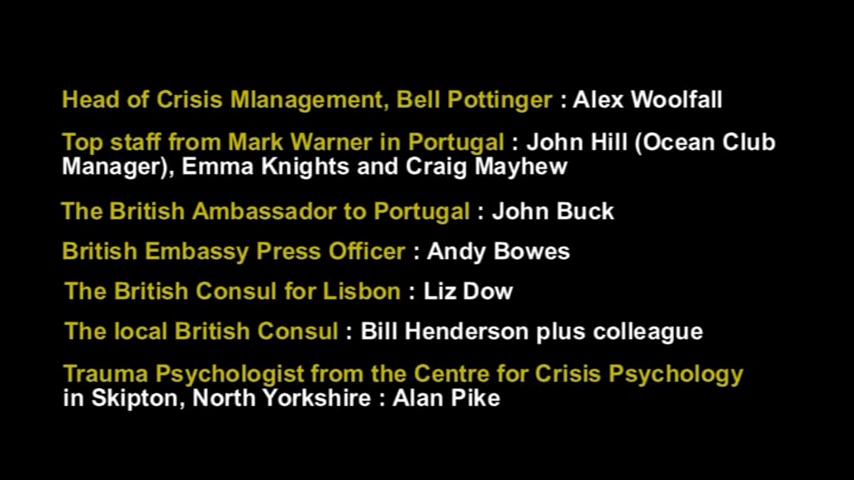 Head of Crisis Mlanagement, Bell Pottinger : Alex Woolfall
Top staff from Mark Warner in Portugal : John Hill (Ocean Club
Manager), Emma Knights and Craig Mayhew
The British Ambassador to Portugal : John Buck
British Embassy Press Officer : Andy Bowes
The British Consul for Lisbon : Liz Dow
The local British Consul : Bill Henderson plus colleague
Trauma Psychologist from the Centre for Crisis Psychology
in Skipton, North Yorkshire : Alan Pike